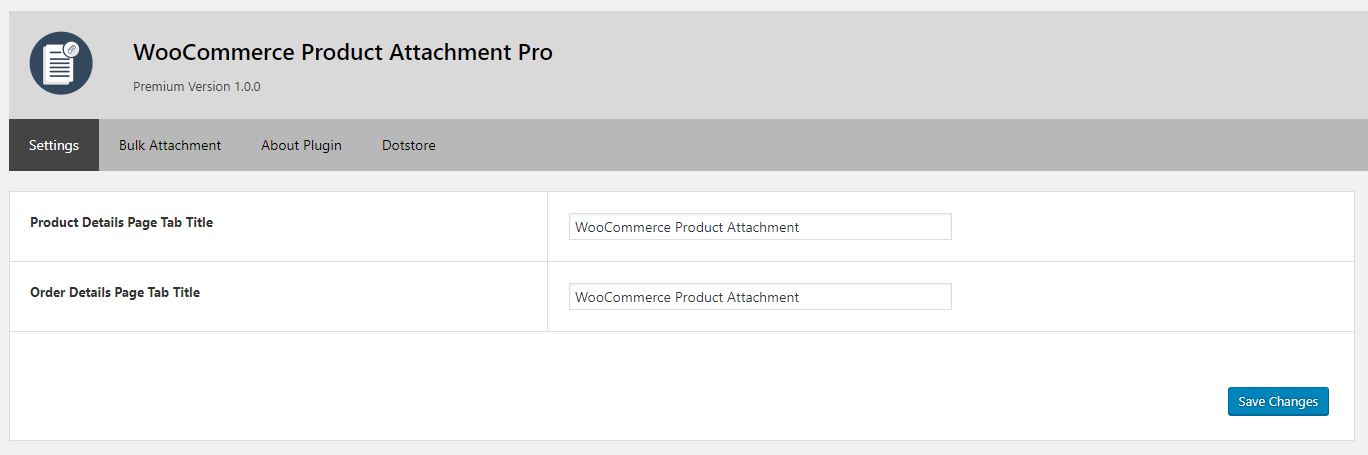 WooCommerce Product Attachment Pro
Premium Version 1.0.0
Settings Bulk Attachment About Plugin Dotstore
Product Details Page Tab Title WooCommerce Product Attachment
Order Details Page Tab Title WooCommerce Product Attachment
Save Changes